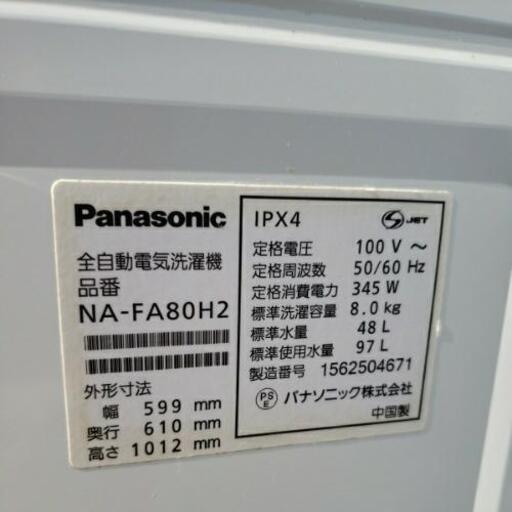 Panasonic
全自動電気洗濯機
品番
NA-FA80H2
外形寸法
幅 599 mm
奥行 610 mm
高さ 1012 mm
IPX4
S JET
定格電圧 100 V ～
定格周波数 50/60 Hz
定格消費電力 345 W
標準洗濯容量 8.0 kg
標準水量 48 L
標準使用水量 97 L
製造番号 1562504671
PS E パナソニック株式会社
中国製